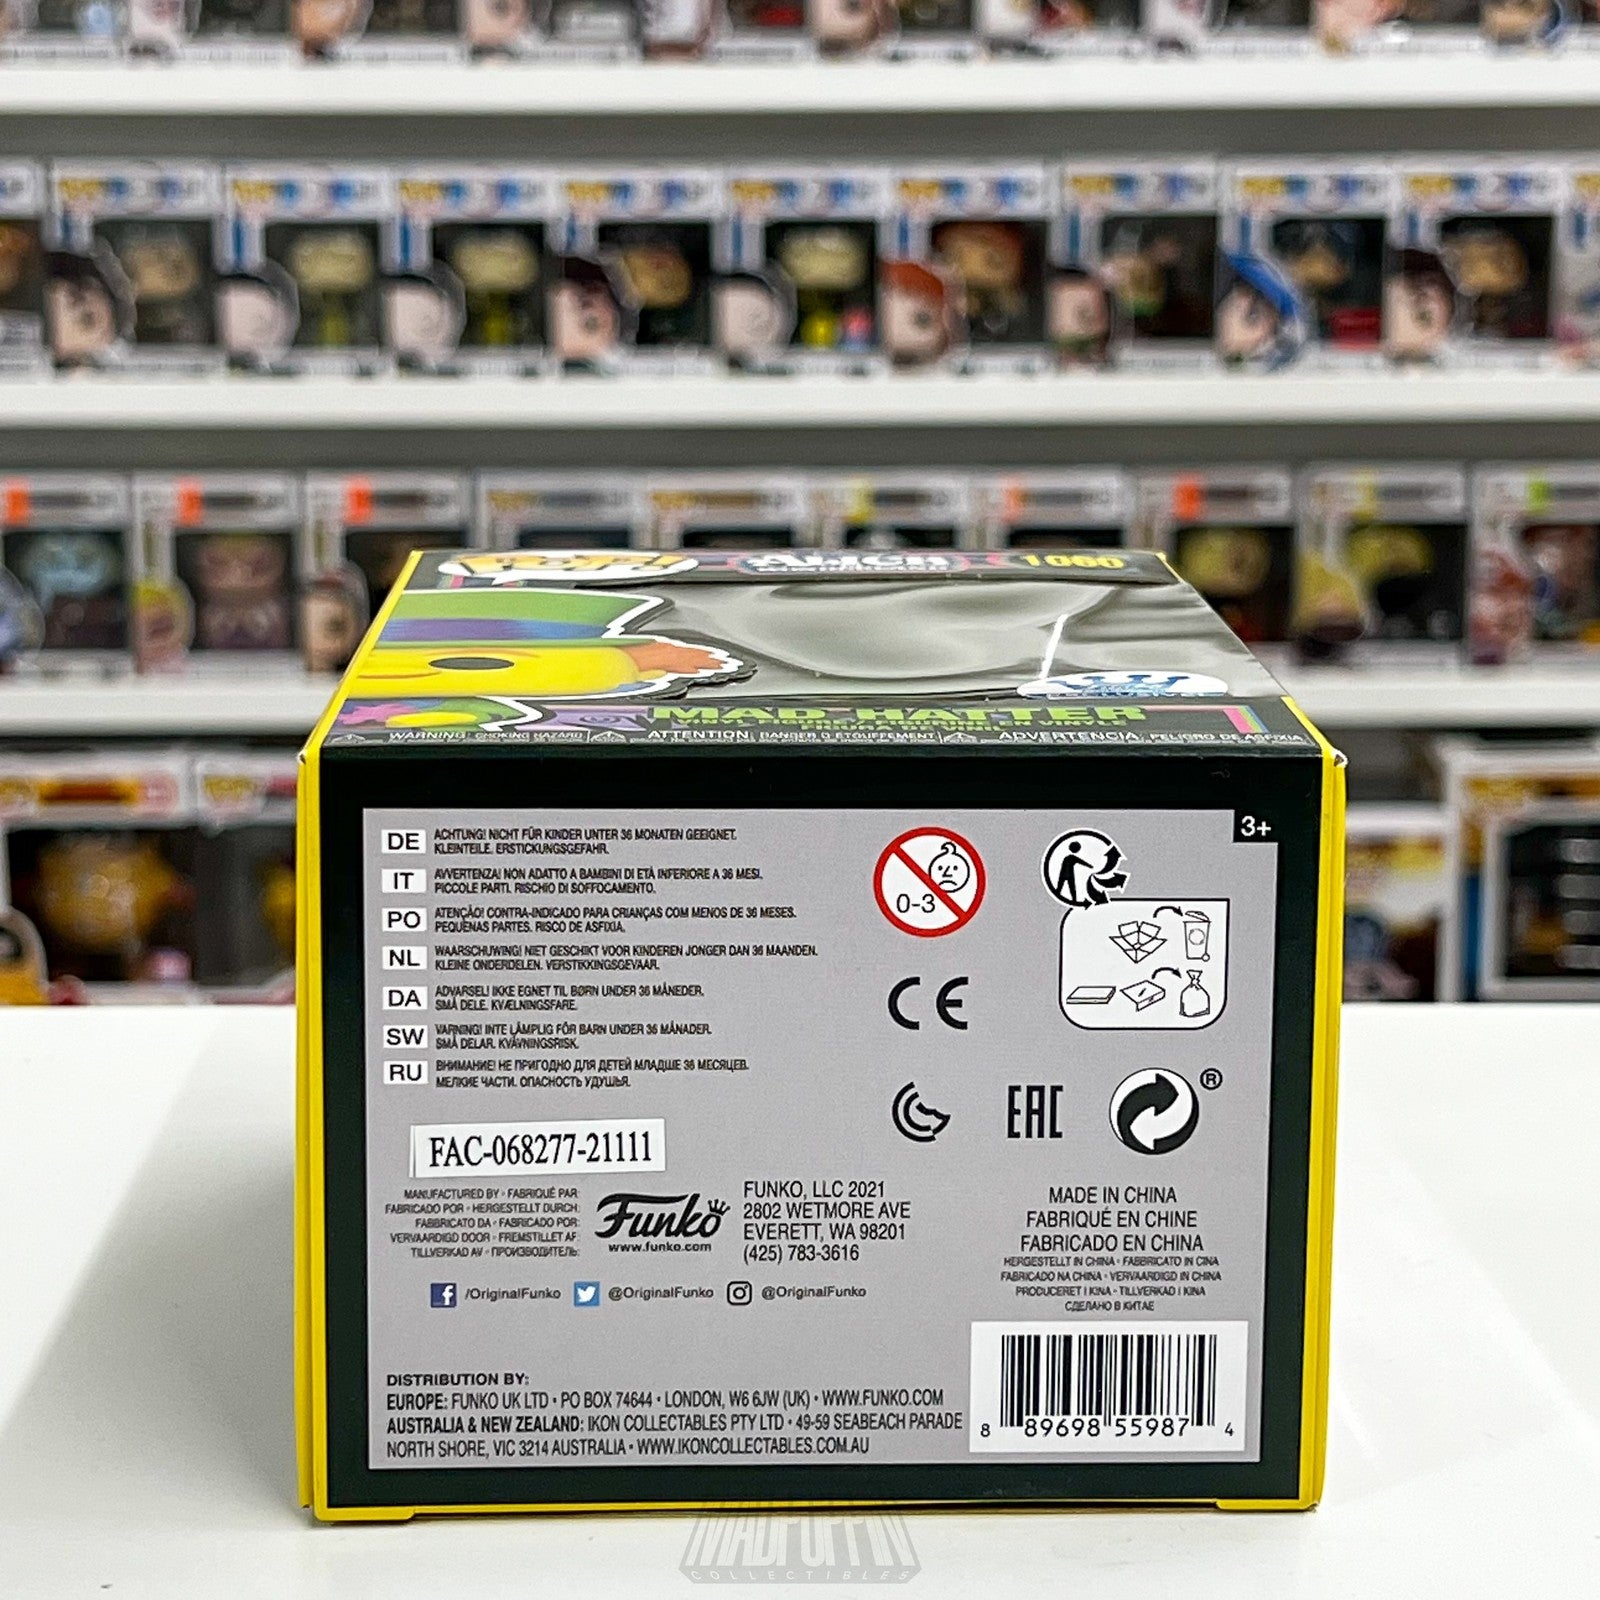 POP!
ALICE
1060
EXCLUSIVE
MAD HATTER
VINYL FIGURE / FIGURINE EN VINYLE
WARNING: CHOKING HAZARD
ATTENTION: DANGER D'ÉTOUFFEMENT
ADVERTENCIA: PELIGRO DE ASFIXIA
3+
DE ACHTUNG! NICHT FÜR KINDER UNTER 36 MONATEN GEEIGNET.
KLEINTEILE. ERSTICKUNGSGEFAHR.
IT AVVERTENZA! NON ADATTO A BAMBINI DI ETÀ INFERIORE A 36 MESI.
PICCOLE PARTI. RISCHIO DI SOFFOCAMENTO.
PO ATENÇÃO! CONTRA-INDICADO PARA CRIANÇAS COM MENOS DE 36 MESES.
PEQUENAS PARTES. RISCO DE ASFIXIA.
NL WAARSCHUWING! NIET GESCHIKT VOOR KINDEREN JONGER DAN 36 MAANDEN.
KLEINE ONDERDELEN. VERSTIKKINGSGEVAAR.
DA ADVARSEL! IKKE EGNET TIL BØRN UNDER 36 MÅNEDER.
SMÅ DELE. KVÆLNINGSFARE.
SW VARNING! INTE LÄMPLIG FÖR BARN UNDER 36 MÅNADER.
SMÅ DELAR. KVÄVNINGSRISK.
RU ВНИМАНИЕ! НЕ ПРИГОДНО ДЛЯ ДЕТЕЙ МЛАДШЕ 36 МЕСЯЦЕВ.
МЕЛКИЕ ЧАСТИ. ОПАСНОСТЬ УДУШЬЯ.
0-3
CE
EAC
®
FAC-068277-21111
MANUFACTURED BY • FABRIQUÉ PAR:
FABRICADO POR • HERGESTELLT DURCH:
FABBRICATO DA • FABRICADO POR:
VERVAARDIGD DOOR • FREMSTILLET AF:
TILLVERKAD AV • ПРОИЗВОДИТЕЛЬ:
Funko
www.funko.com
FUNKO, LLC 2021
2802 WETMORE AVE
EVERETT, WA 98201
(425) 783-3616
MADE IN CHINA
FABRIQUÉ EN CHINE
FABRICADO EN CHINA
HERGESTELLT IN CHINA • FABBRICATO IN CINA
FABRICADO NA CHINA • VERVAARDIGD IN CHINA
PRODUCERET I KINA • TILLVERKAD I KINA
СДЕЛАНО В КИТАЕ
/OriginalFunko @OriginalFunko @OriginalFunko
DISTRIBUTION BY:
EUROPE: FUNKO UK LTD • PO BOX 74644 • LONDON, W6 6JW (UK) • WWW.FUNKO.COM
AUSTRALIA & NEW ZEALAND: IKON COLLECTABLES PTY LTD • 49-59 SEABEACH PARADE
NORTH SHORE, VIC 3214 AUSTRALIA • WWW.IKONCOLLECTABLES.COM.AU
8 89698 55987 4
MADPUFFIN
COLLECTIBLES